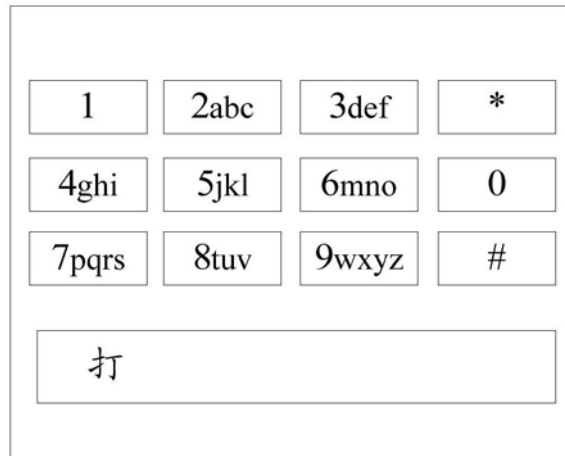 1 2abc 3def *
4ghi 5jkl 6mno 0
7pqrs 8tuv 9wxyz #
打